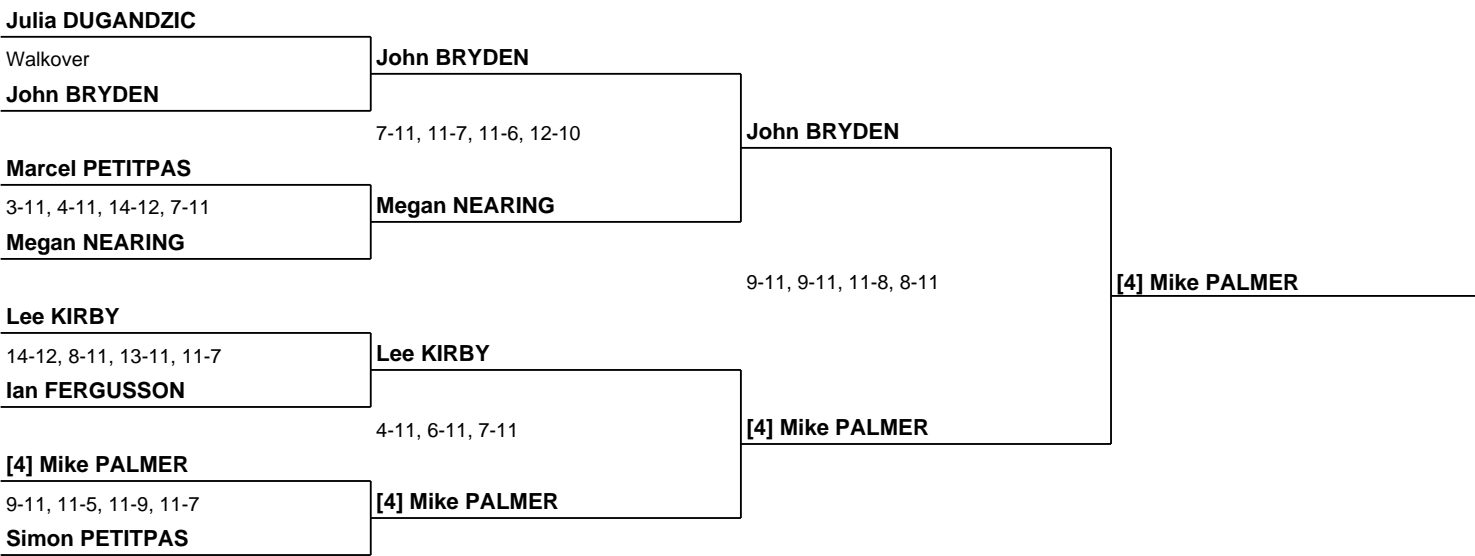 Julia DUGANDZIC
Walkover
John BRYDEN
Marcel PETITPAS
3-11, 4-11, 14-12, 7-11
Megan NEARING
Lee KIRBY
14-12, 8-11, 13-11, 11-7
Ian FERGUSSON
[4] Mike PALMER
9-11, 11-5, 11-9, 11-7
Simon PETITPAS
John BRYDEN
7-11, 11-7, 11-6, 12-10
Megan NEARING
Lee KIRBY
4-11, 6-11, 7-11
[4] Mike PALMER
John BRYDEN
9-11, 9-11, 11-8, 8-11
[4] Mike PALMER
[4] Mike PALMER